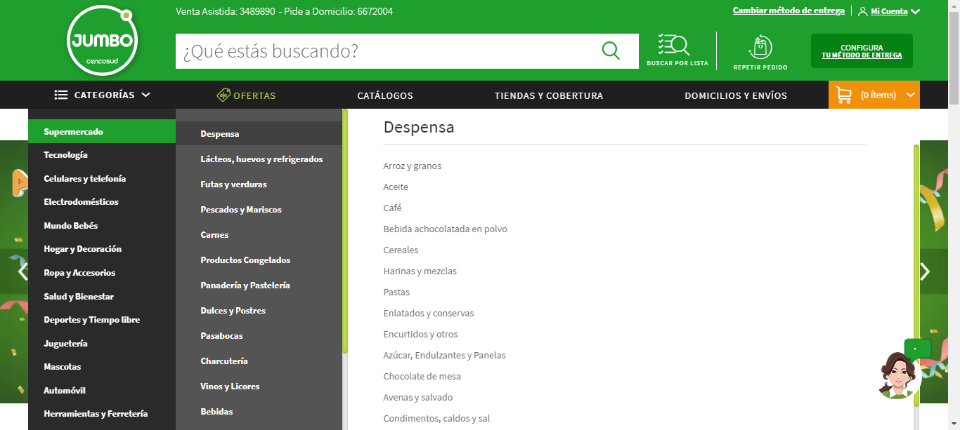 Venta Asistida: 3489890 - Pide a Domicilio: 6672004
Cambiar método de entrega
Mi Cuenta
JUMBO
cencosud
¿Qué estás buscando?
BUSCAR POR LISTA
REPETIR PEDIDO
CONFIGURA
TU MÉTODO DE ENTREGA
CATEGORÍAS
OFERTAS
CATÁLOGOS
TIENDAS Y COBERTURA
DOMICILIOS Y ENVÍOS
(0 ítems)
Supermercado
Tecnología
Celulares y telefonía
Electrodomésticos
Mundo Bebés
Hogar y Decoración
Ropa y Accesorios
Salud y Bienestar
Deportes y Tiempo libre
Juguetería
Mascotas
Automóvil
Herramientas y Ferretería
Despensa
Lácteos, huevos y refrigerados
Futas y verduras
Pescados y Mariscos
Carnes
Productos Congelados
Panadería y Pastelería
Dulces y Postres
Pasabocas
Charcutería
Vinos y Licores
Bebidas
Despensa
Arroz y granos
Aceite
Café
Bebida achocolatada en polvo
Cereales
Harinas y mezclas
Pastas
Enlatados y conservas
Encurtidos y otros
Azúcar, Endulzantes y Panelas
Chocolate de mesa
Avenas y salvado
Condimentos, caldos y sal